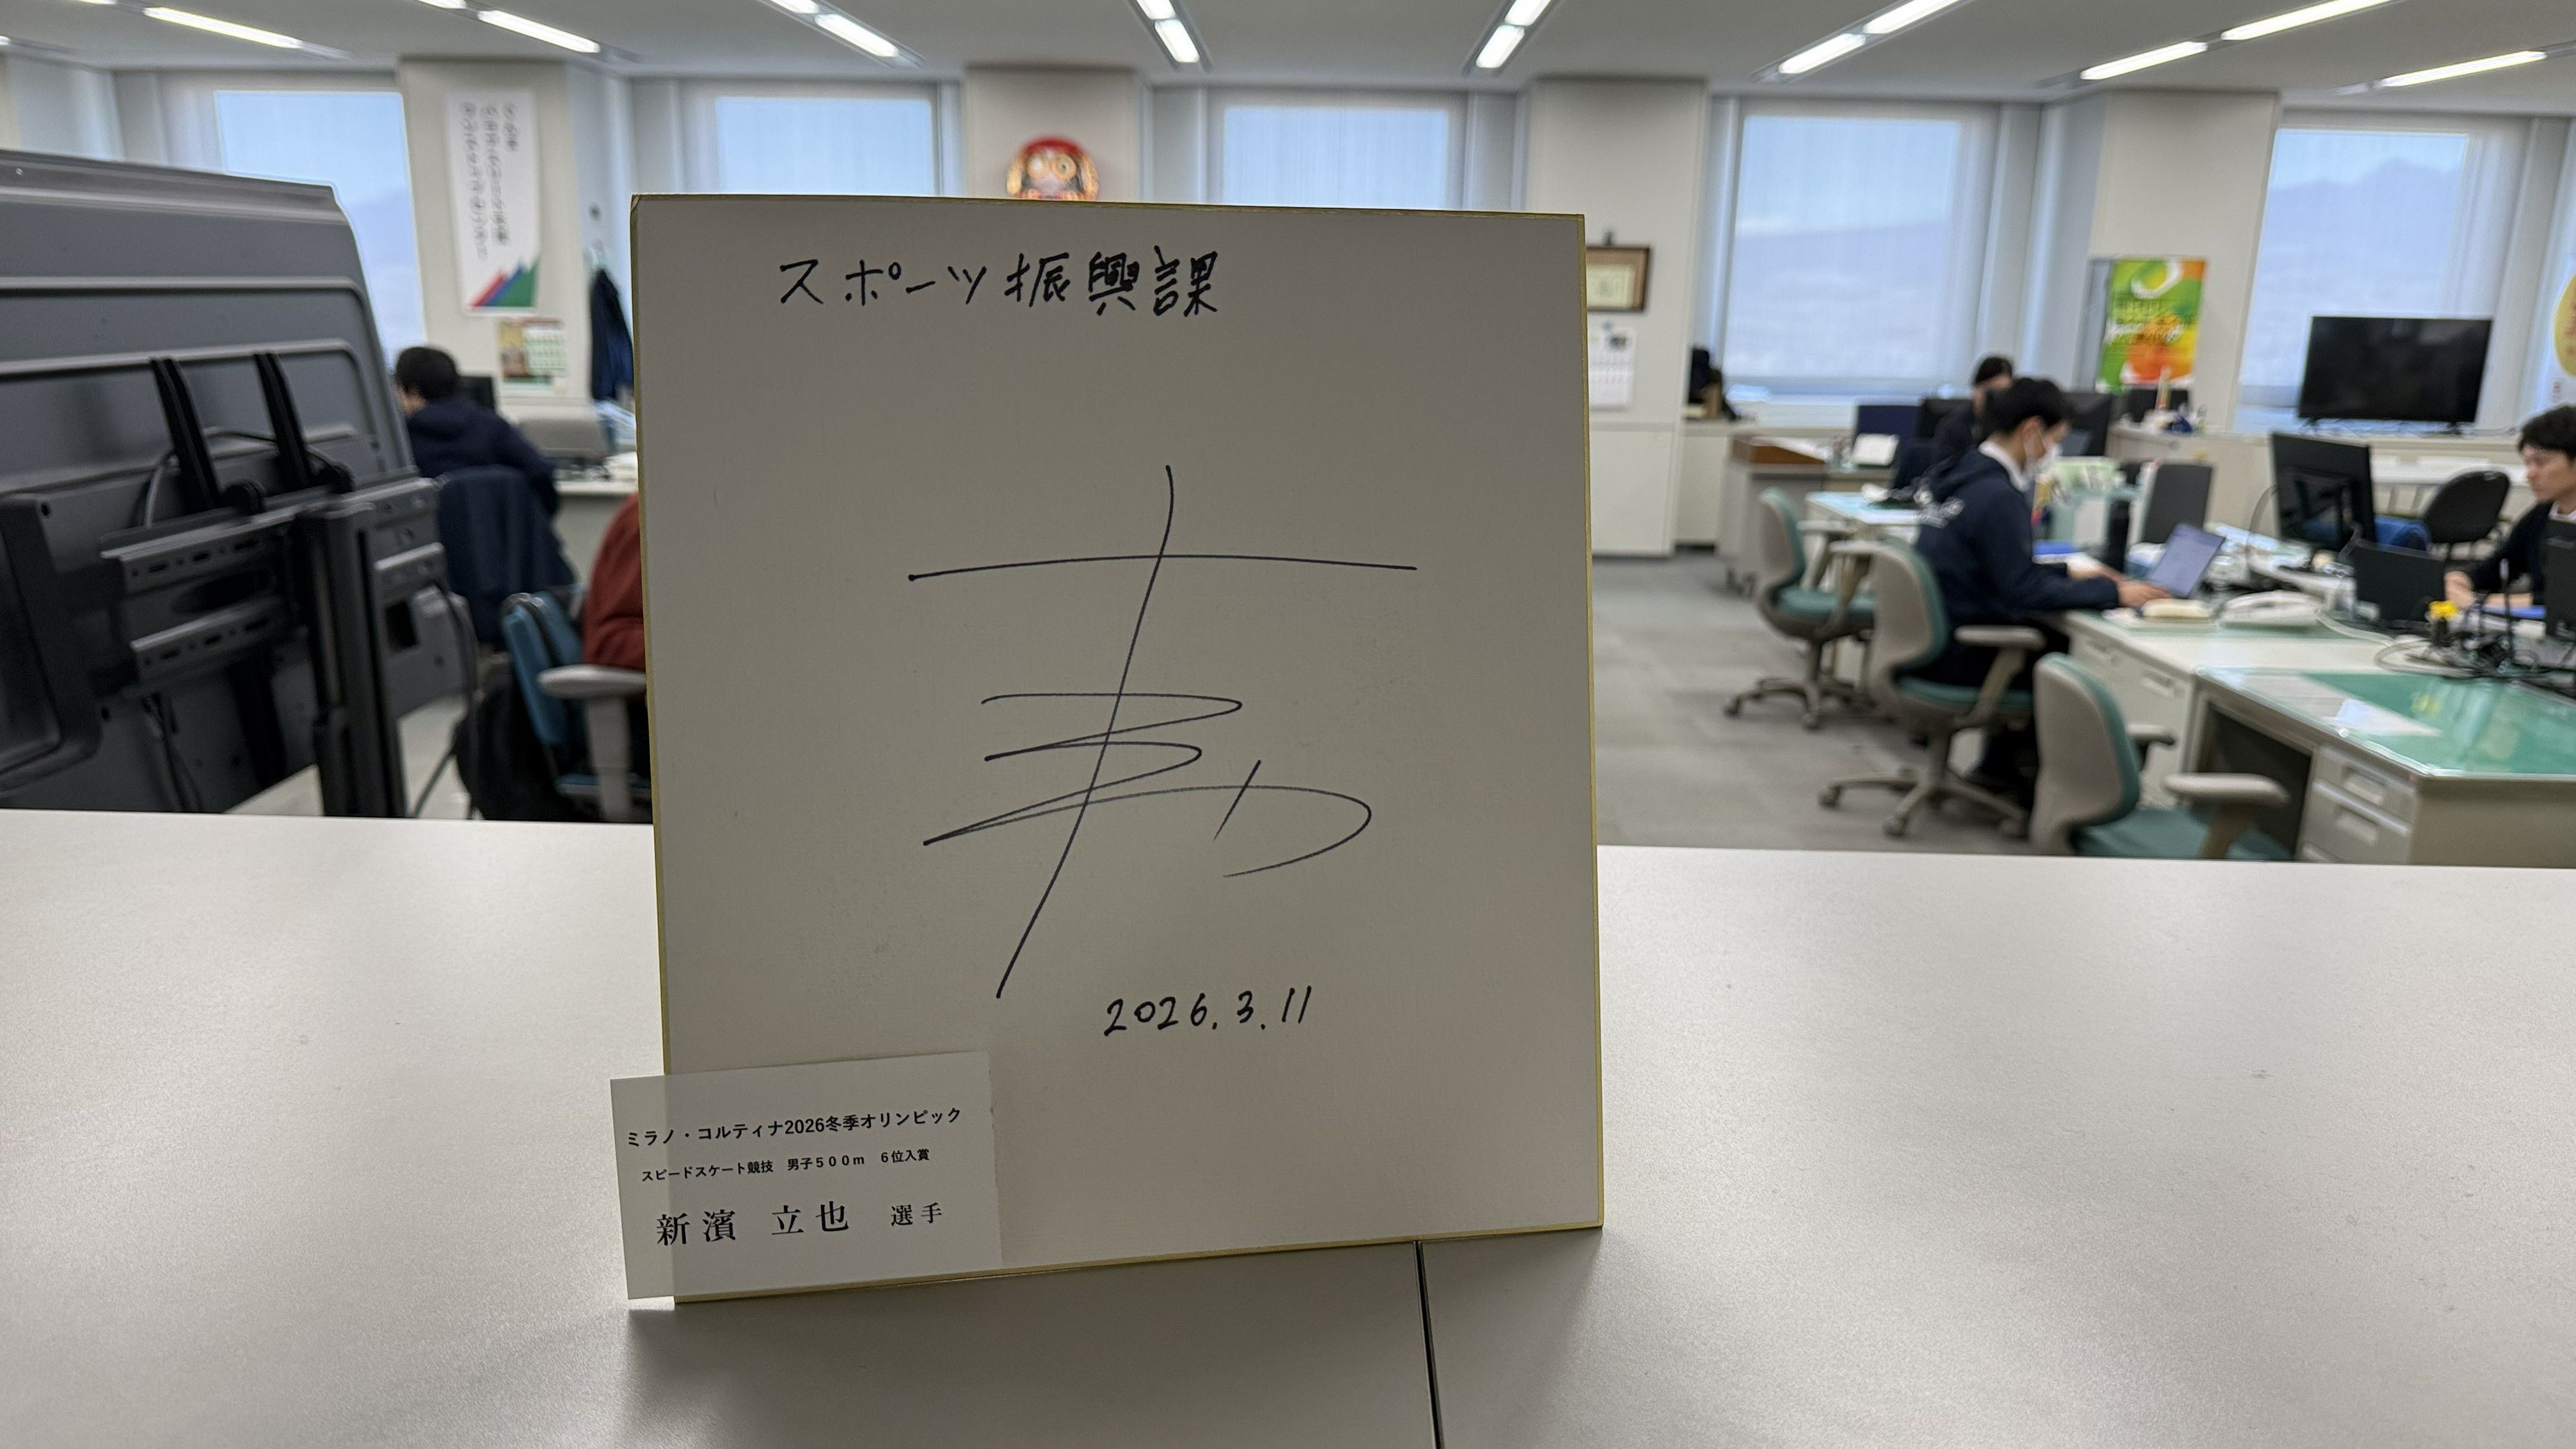 スポーツ振興課
2026.3.11
ミラノ・コルティナ2026冬季オリンピック
スピードスケート競技　男子５００ｍ　６位入賞
新濱　立也　選手